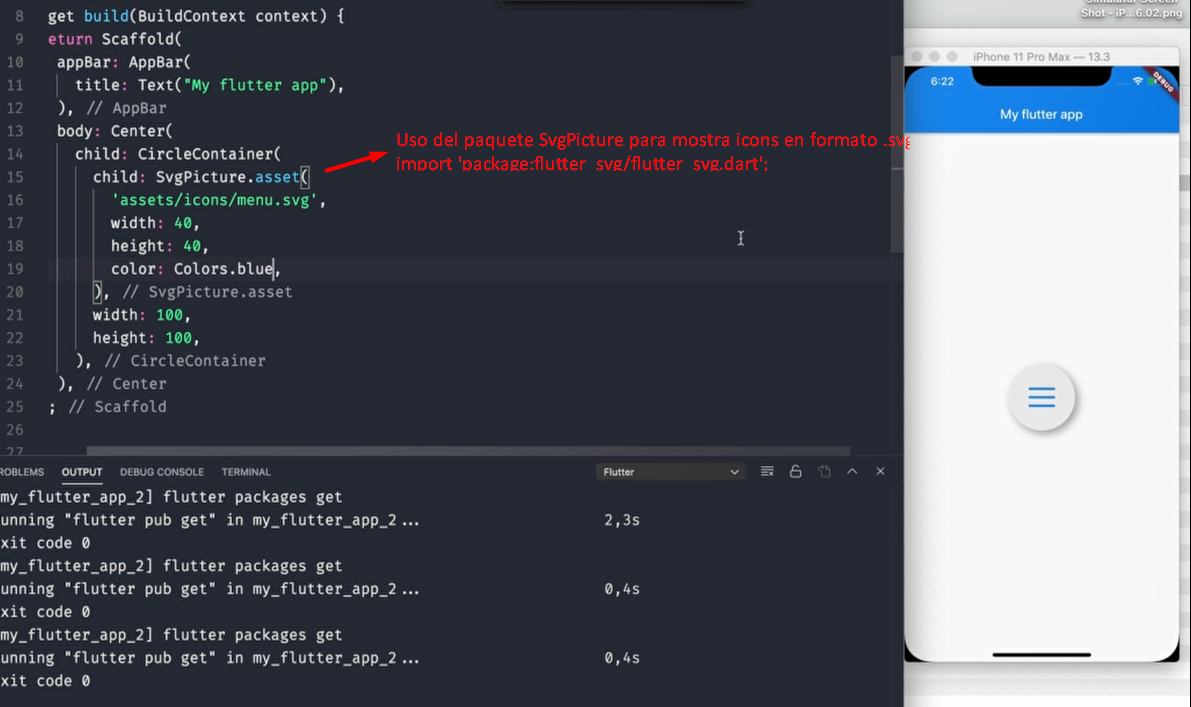 8 get build(BuildContext context) {
9 eturn Scaffold(
10 appBar: AppBar(
11 title: Text("My flutter app"),
12 ), // AppBar
13 body: Center(
14 child: CircleContainer(
15 child: SvgPicture.asset(
16 'assets/icons/menu.svg',
17 width: 40,
18 height: 40,
19 color: Colors.blue,
20 ), // SvgPicture.asset
21 width: 100,
22 height: 100,
23 ), // CircleContainer
24 ), // Center
25 ; // Scaffold
26
27
Uso del paquete SvgPicture para mostra icons en formato .svg
import 'package:flutter_svg/flutter_svg.dart';
ROBLEMS OUTPUT DEBUG CONSOLE TERMINAL Flutter
my_flutter_app_2] flutter packages get
unning "flutter pub get" in my_flutter_app_2... 2,3s
xit code 0
my_flutter_app_2] flutter packages get
unning "flutter pub get" in my_flutter_app_2... 0,4s
xit code 0
my_flutter_app_2] flutter packages get
unning "flutter pub get" in my_flutter_app_2... 0,4s
xit code 0
Simulator Screen
Shot - iP...6.02.png
iPhone 11 Pro Max — 13.3
6:22
DEBUG
My flutter app